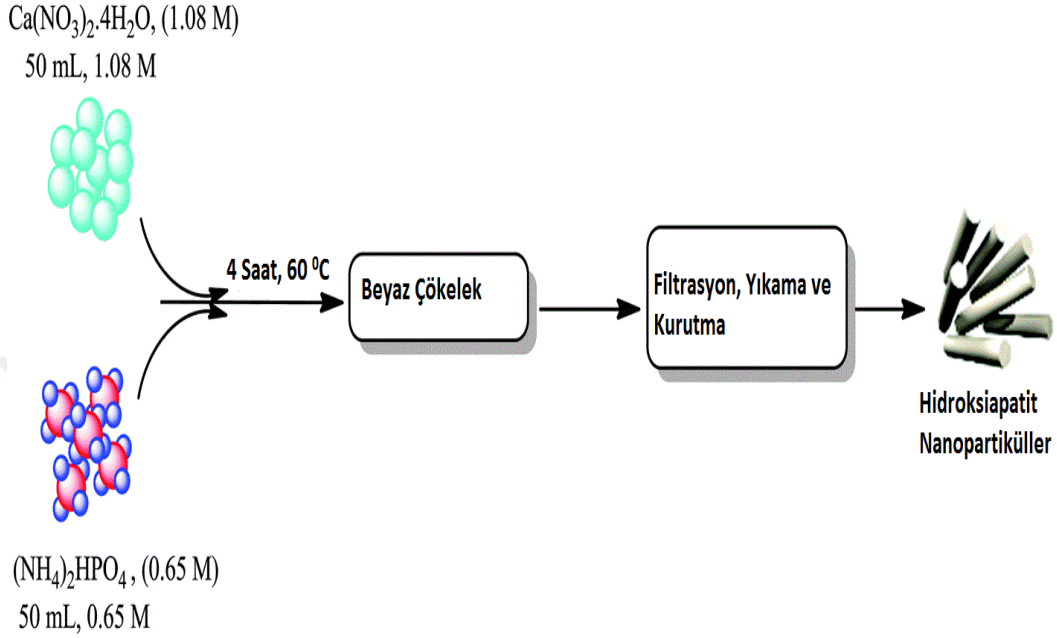 Ca(NO₃)₂.4H₂O, (1.08 M)
50 mL, 1.08 M
4 Saat, 60 ⁰C
Beyaz Çökelek
Filtrasyon, Yıkama ve
Kurutma
Hidroksiapatit
Nanopartiküller
(NH₄)₂HPO₄ , (0.65 M)
50 mL, 0.65 M